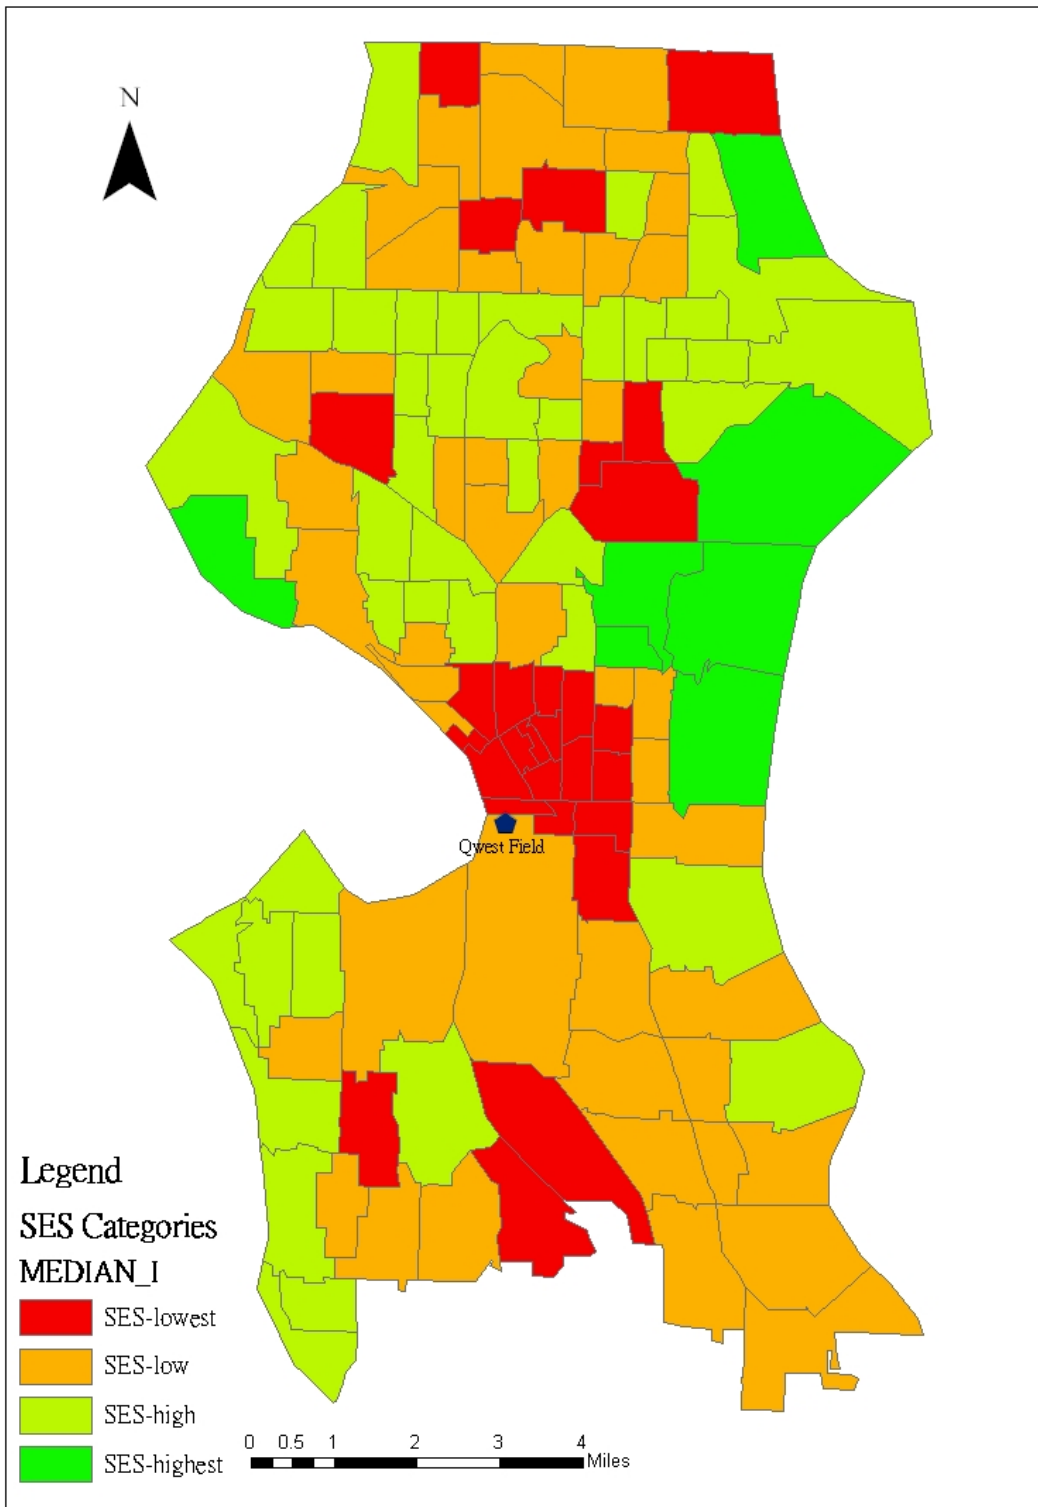 N
Qwest Field
Legend
SES Categories
MEDIAN_I
SES-lowest
SES-low
SES-high
SES-highest
0 0.5 1 2 3 4
Miles